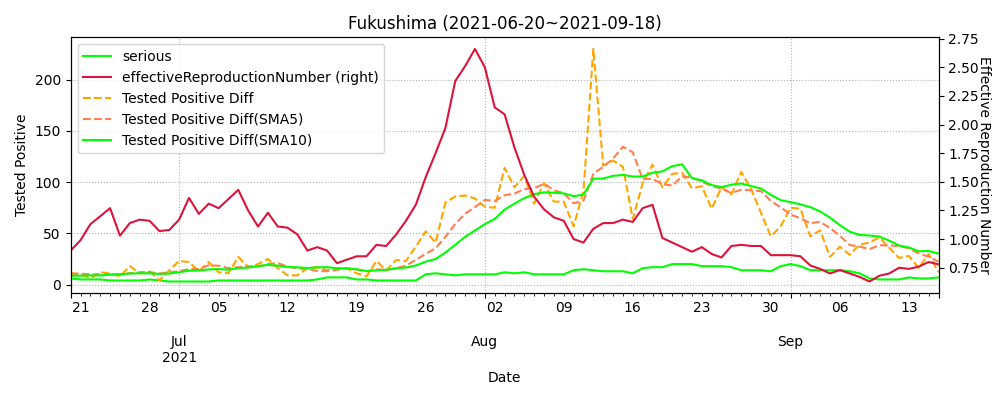 Fukushima (2021-06-20~2021-09-18)
serious
effectiveReproductionNumber (right)
Tested Positive Diff
Tested Positive Diff(SMA5)
Tested Positive Diff(SMA10)
Tested Positive
200
150
100
50
0
2.75
2.50
2.25
2.00
1.75
1.50
1.25
1.00
0.75
Effective Reproduction Number
21 28 05 12 19 26 02 09 16 23 30 06 13
Jul Aug Sep
2021
Date